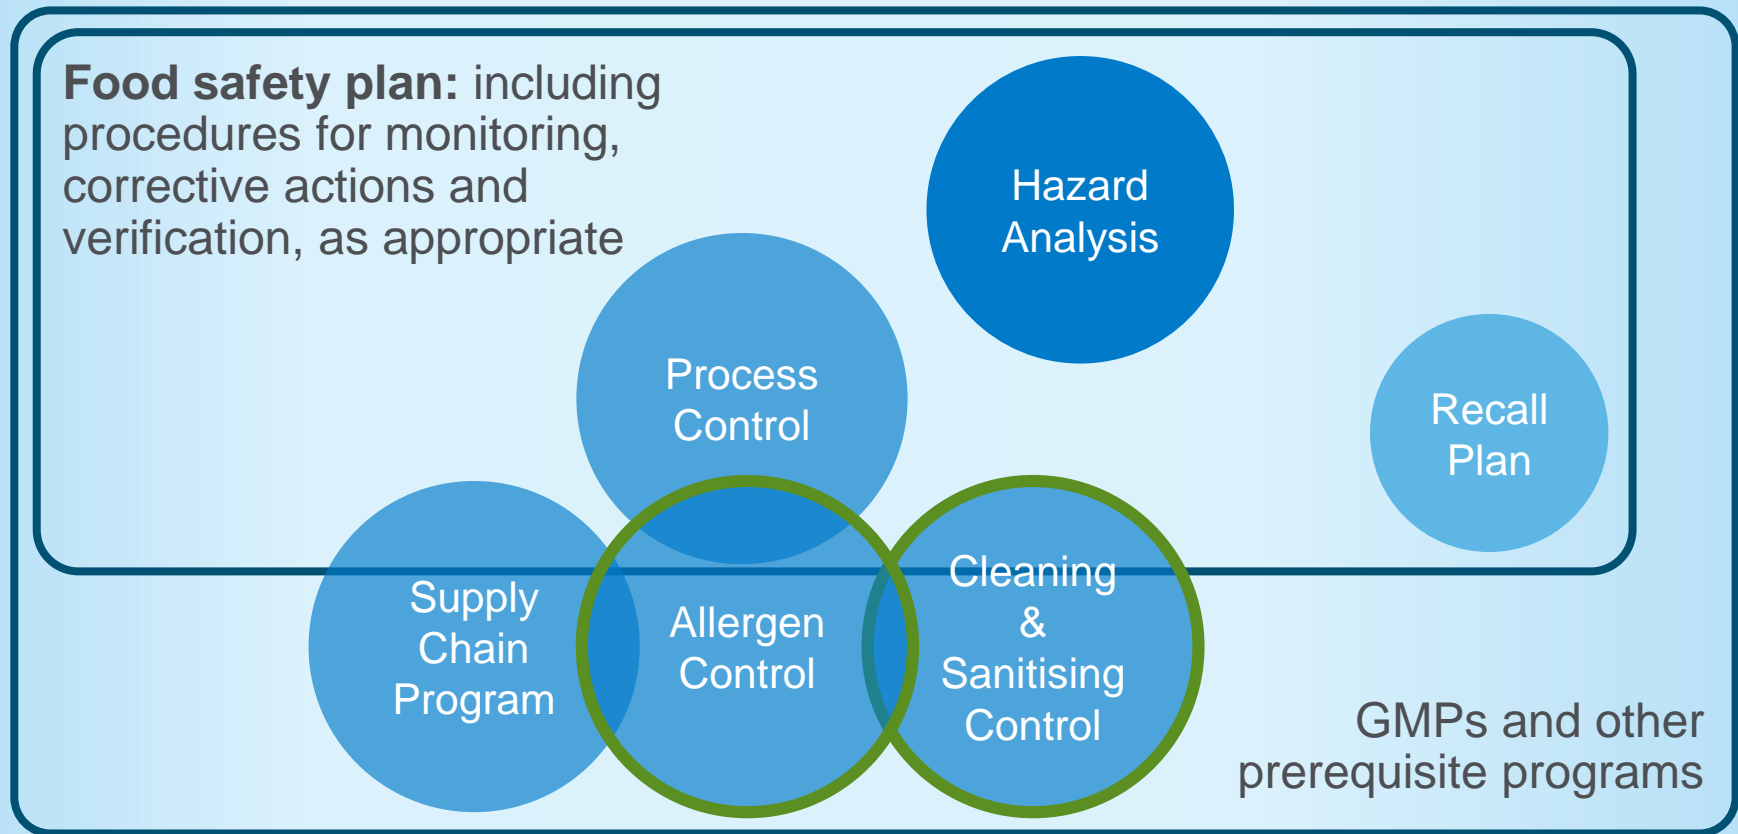 Food safety plan: including
procedures for monitoring,
corrective actions and
verification, as appropriate
Hazard
Analysis
Process
Control
Recall
Plan
Supply
Chain
Program
Allergen
Control
Cleaning
&
Sanitising
Control
GMPs and other
prerequisite programs